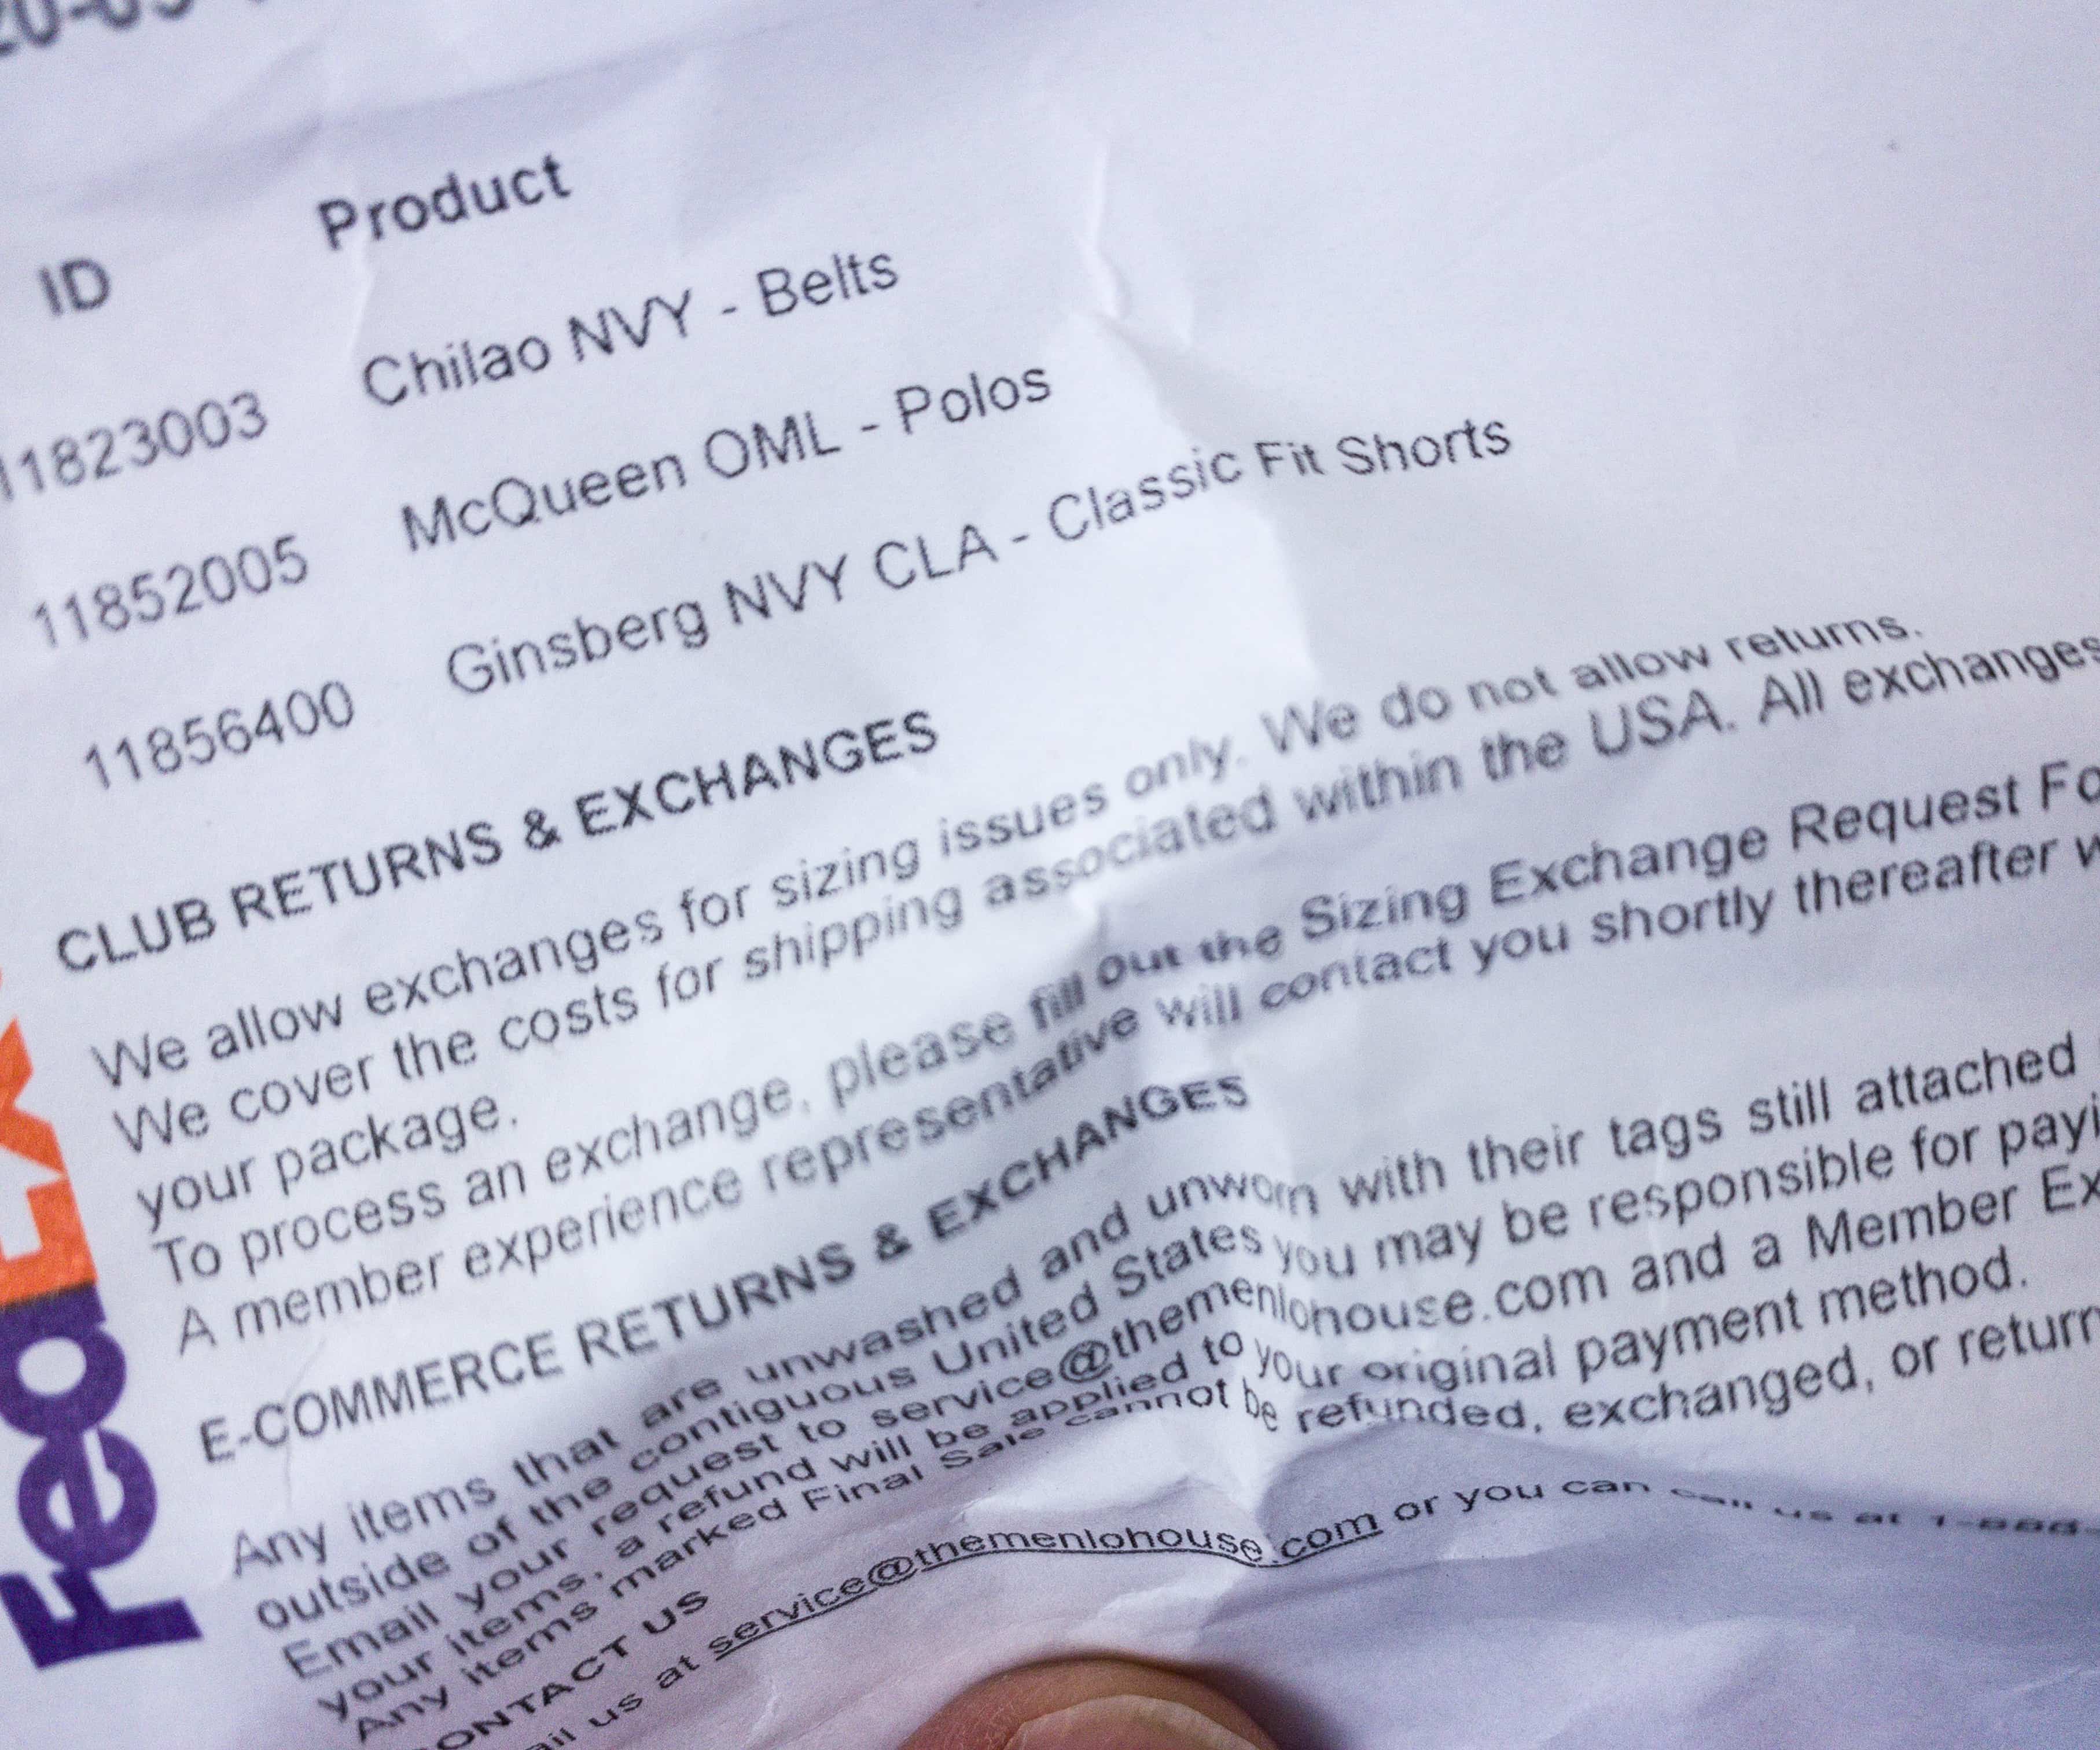 ID Product
11823003 Chilao NVY - Belts
11852005 McQueen OML - Polos
11856400 Ginsberg NVY CLA - Classic Fit Shorts
CLUB RETURNS & EXCHANGES
We allow exchanges for sizing issues only. We do not allow returns.
We cover the costs for shipping associated within the USA. All exchanges
your package.
To process an exchange, please fill out the Sizing Exchange Request
A member experience representative will contact you shortly thereafter
E-COMMERCE RETURNS & EXCHANGES
Any items that are unwashed and unworn with their tags still attached
outside of the contiguous United States you may be responsible for
Email your request to service@themenlohouse.com and a Member
your items, a refund will be applied to your original payment method.
Any items marked Final Sale cannot be refunded, exchanged, or
CONTACT US
us at service@themenlohouse.com or you can call us at
FedEx